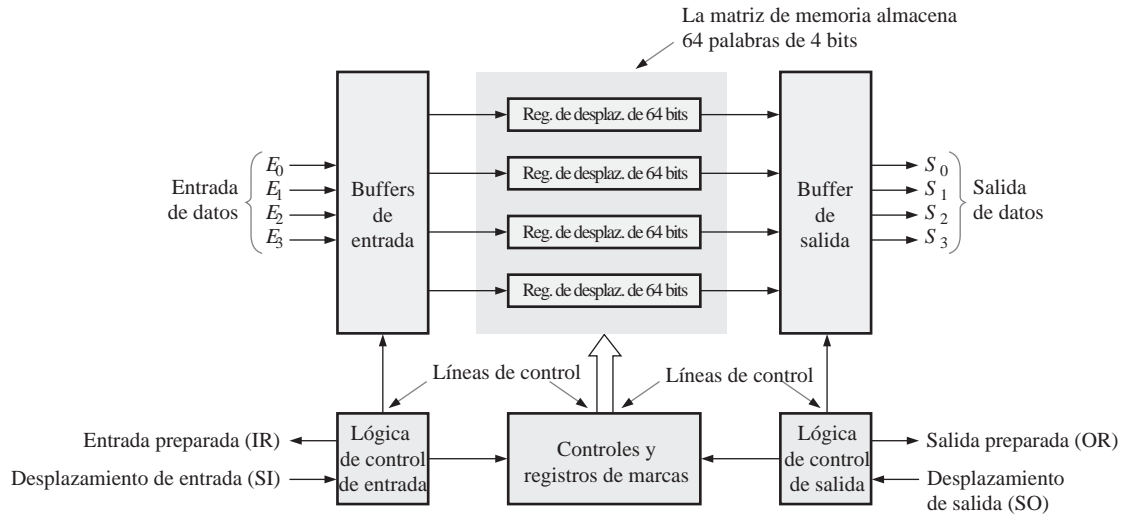 La matriz de memoria almacena
64 palabras de 4 bits
Reg. de desplaz. de 64 bits
Reg. de desplaz. de 64 bits
Reg. de desplaz. de 64 bits
Reg. de desplaz. de 64 bits
Entrada
de datos
E0
E1
E2
E3
Buffers
de
entrada
Buffer
de
salida
S 0
S 1
S 2
S 3
Salida
de datos
Líneas de control
Líneas de control
Entrada preparada (IR)
Desplazamiento de entrada (SI)
Lógica
de control
de entrada
Controles y
registros de marcas
Lógica
de control
de salida
Salida preparada (OR)
Desplazamiento
de salida (SO)